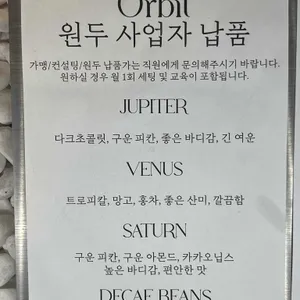 Orbit
원두 사업자 납품
가맹/컨설팅/원두 납품가는 직원에게 문의해주시기 바랍니다.
원하실 경우 월 1회 세팅 및 교육이 포함됩니다.
JUPITER
다크초콜릿, 구운 피칸, 좋은 바디감, 긴 여운
VENUS
트로피칼, 망고, 홍차, 좋은 산미, 깔끔함
SATURN
구운 피칸, 구운 아몬드, 카카오닙스
높은 바디감, 편안한 맛
DECAF BEANS